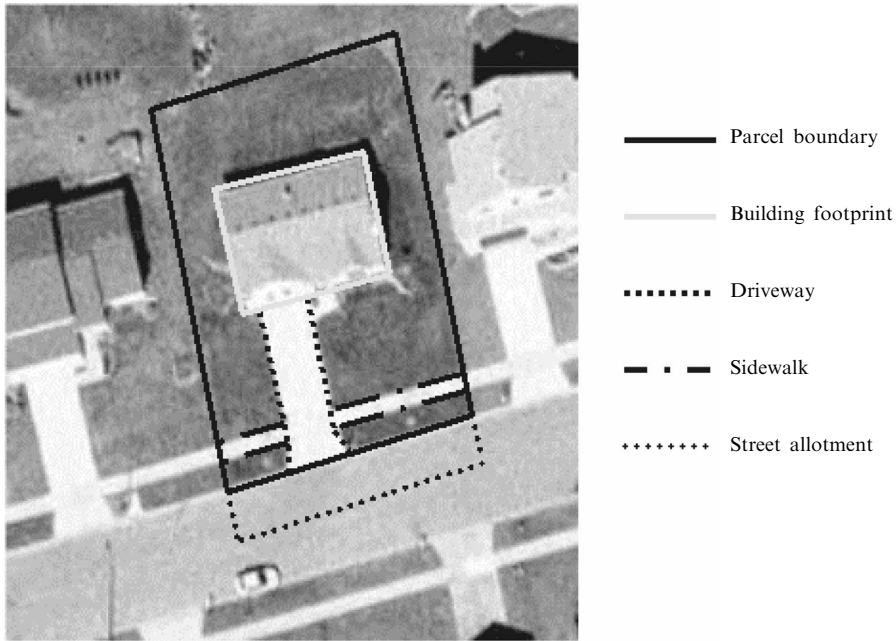 Parcel boundary
Building footprint
Driveway
Sidewalk
Street allotment